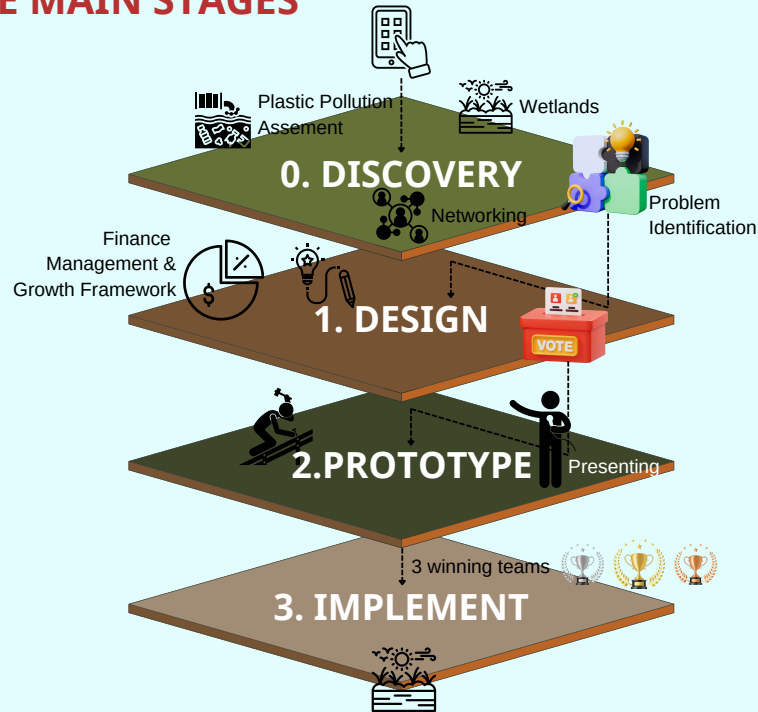 E MAIN STAGES
Plastic Pollution
Assement
Wetlands
0. DISCOVERY
Networking
Problem
Identification
Finance
Management &
Growth Framework
1. DESIGN
VOTE
2.PROTOTYPE
Presenting
3 winning teams
3. IMPLEMENT